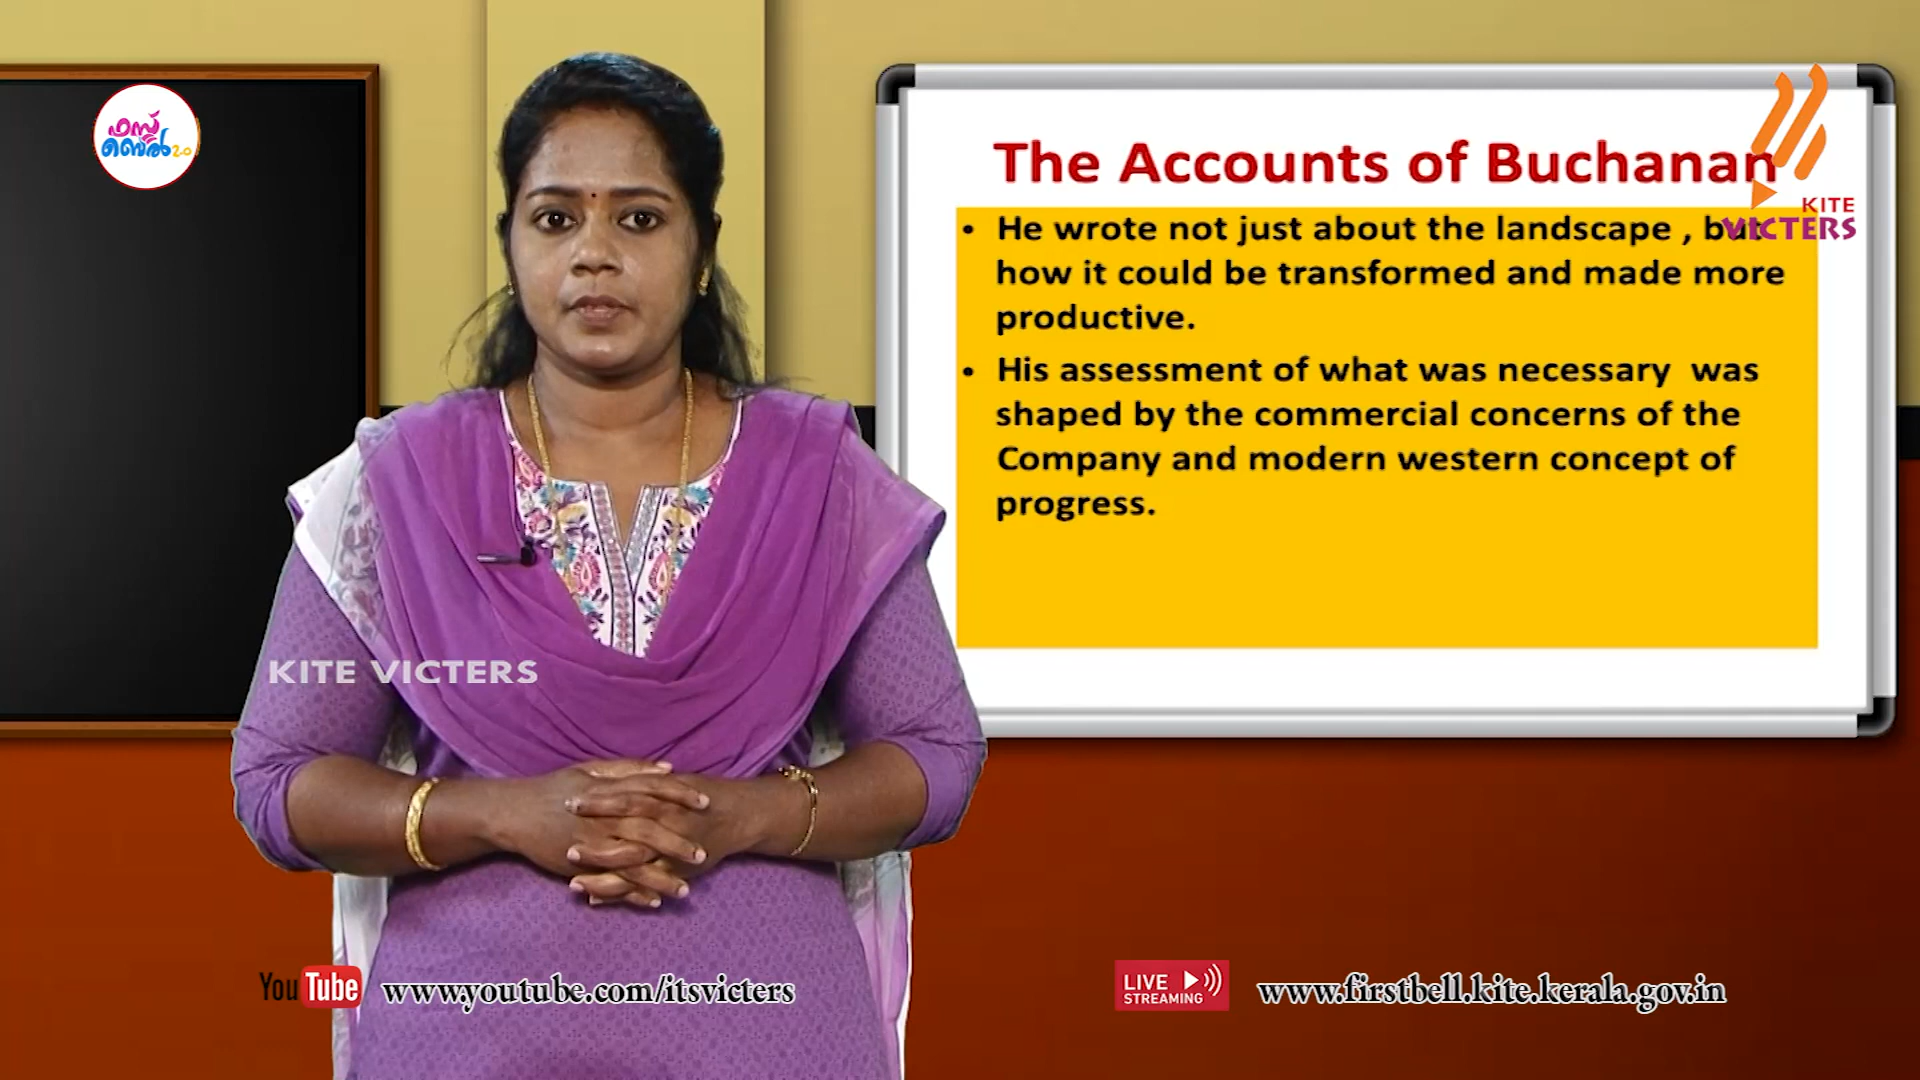 ഫസ്റ്റ്
ബെൽ 2.0
The Accounts of Buchanan
KITE
VICTERS
• He wrote not just about the landscape , but
how it could be transformed and made more
productive.
• His assessment of what was necessary was
shaped by the commercial concerns of the
Company and modern western concept of
progress.
KITE VICTERS
YouTube www.youtube.com/itsvicters
LIVE
STREAMING
www.firstbell.kite.kerala.gov.in